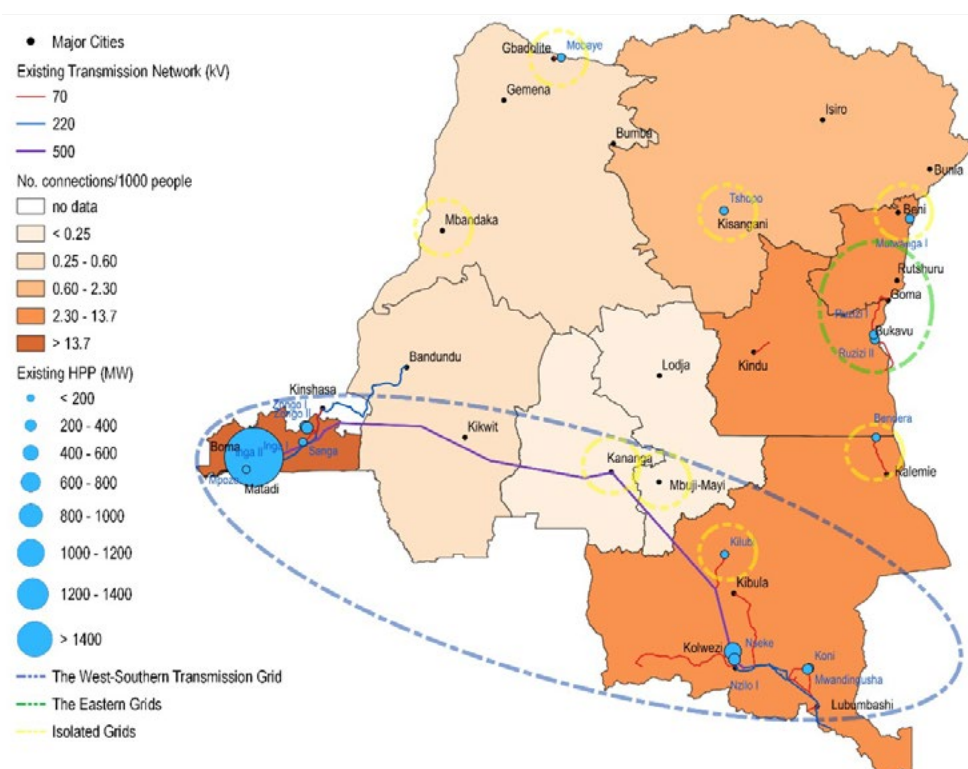 Major Cities
Existing Transmission Network (kV)
70
220
500
No. connections/1000 people
no data
< 0.25
0.25 - 0.60
0.60 - 2.30
2.30 - 13.7
> 13.7
Existing HPP (MW)
< 200
200 - 400
400 - 600
600 - 800
800 - 1000
1000 - 1200
1200 - 1400
> 1400
The West-Southern Transmission Grid
The Eastern Grids
Isolated Grids
Gbadolite
Mobaye
Gemena
Bumba
Isiro
Bunia
Mbandaka
Tshopo
Kisangani
Beni
Mutwanga I
Rutshuru
Goma
Ruzizi I
Bukavu
Ruzizi II
Kindu
Lodja
Bandundu
Kinshasa
Zongo I
Zongo II
Sanga
Boma
Inga I
Inga II
Matadi
Kikwit
Kananga
Mbuji-Mayi
Bendera
Kalemie
Kilubi
Kibula
Kolwezi
Nseke
Nzilo I
Koni
Mwandingusha
Lubumbashi